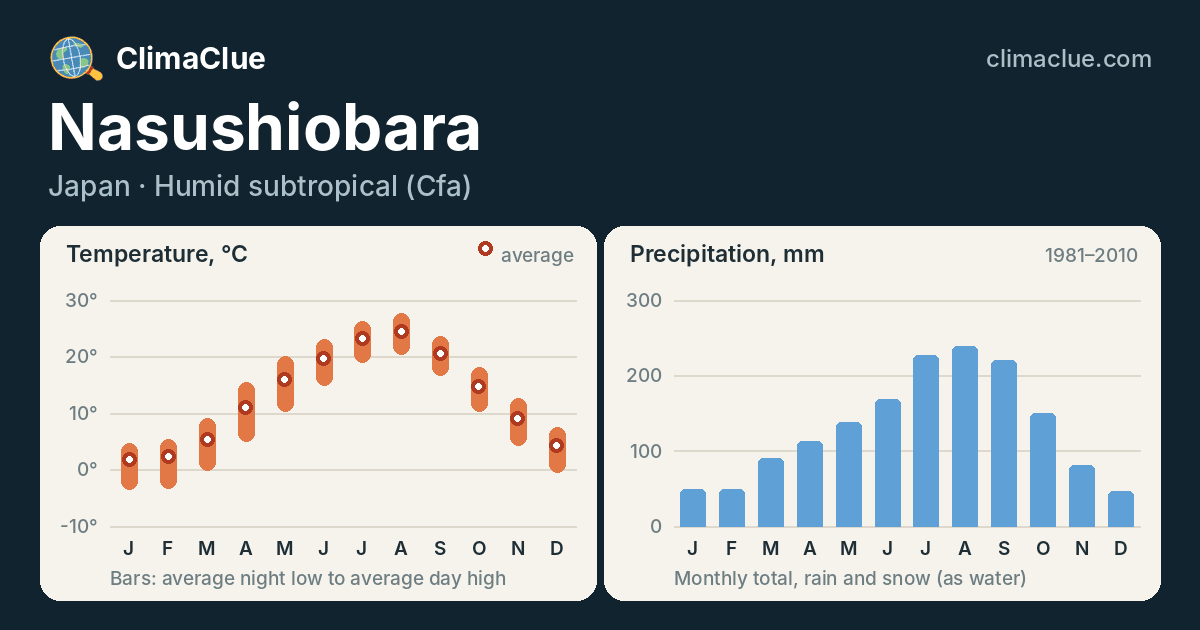 ClimaClue
climaclue.com
Nasushiobara
Japan · Humid subtropical (Cfa)
Temperature, °C
average
30°
20°
10°
0°
-10°
J F M A M J J A S O N D
Bars: average night low to average day high
Precipitation, mm
1981–2010
300
200
100
0
J F M A M J J A S O N D
Monthly total, rain and snow (as water)